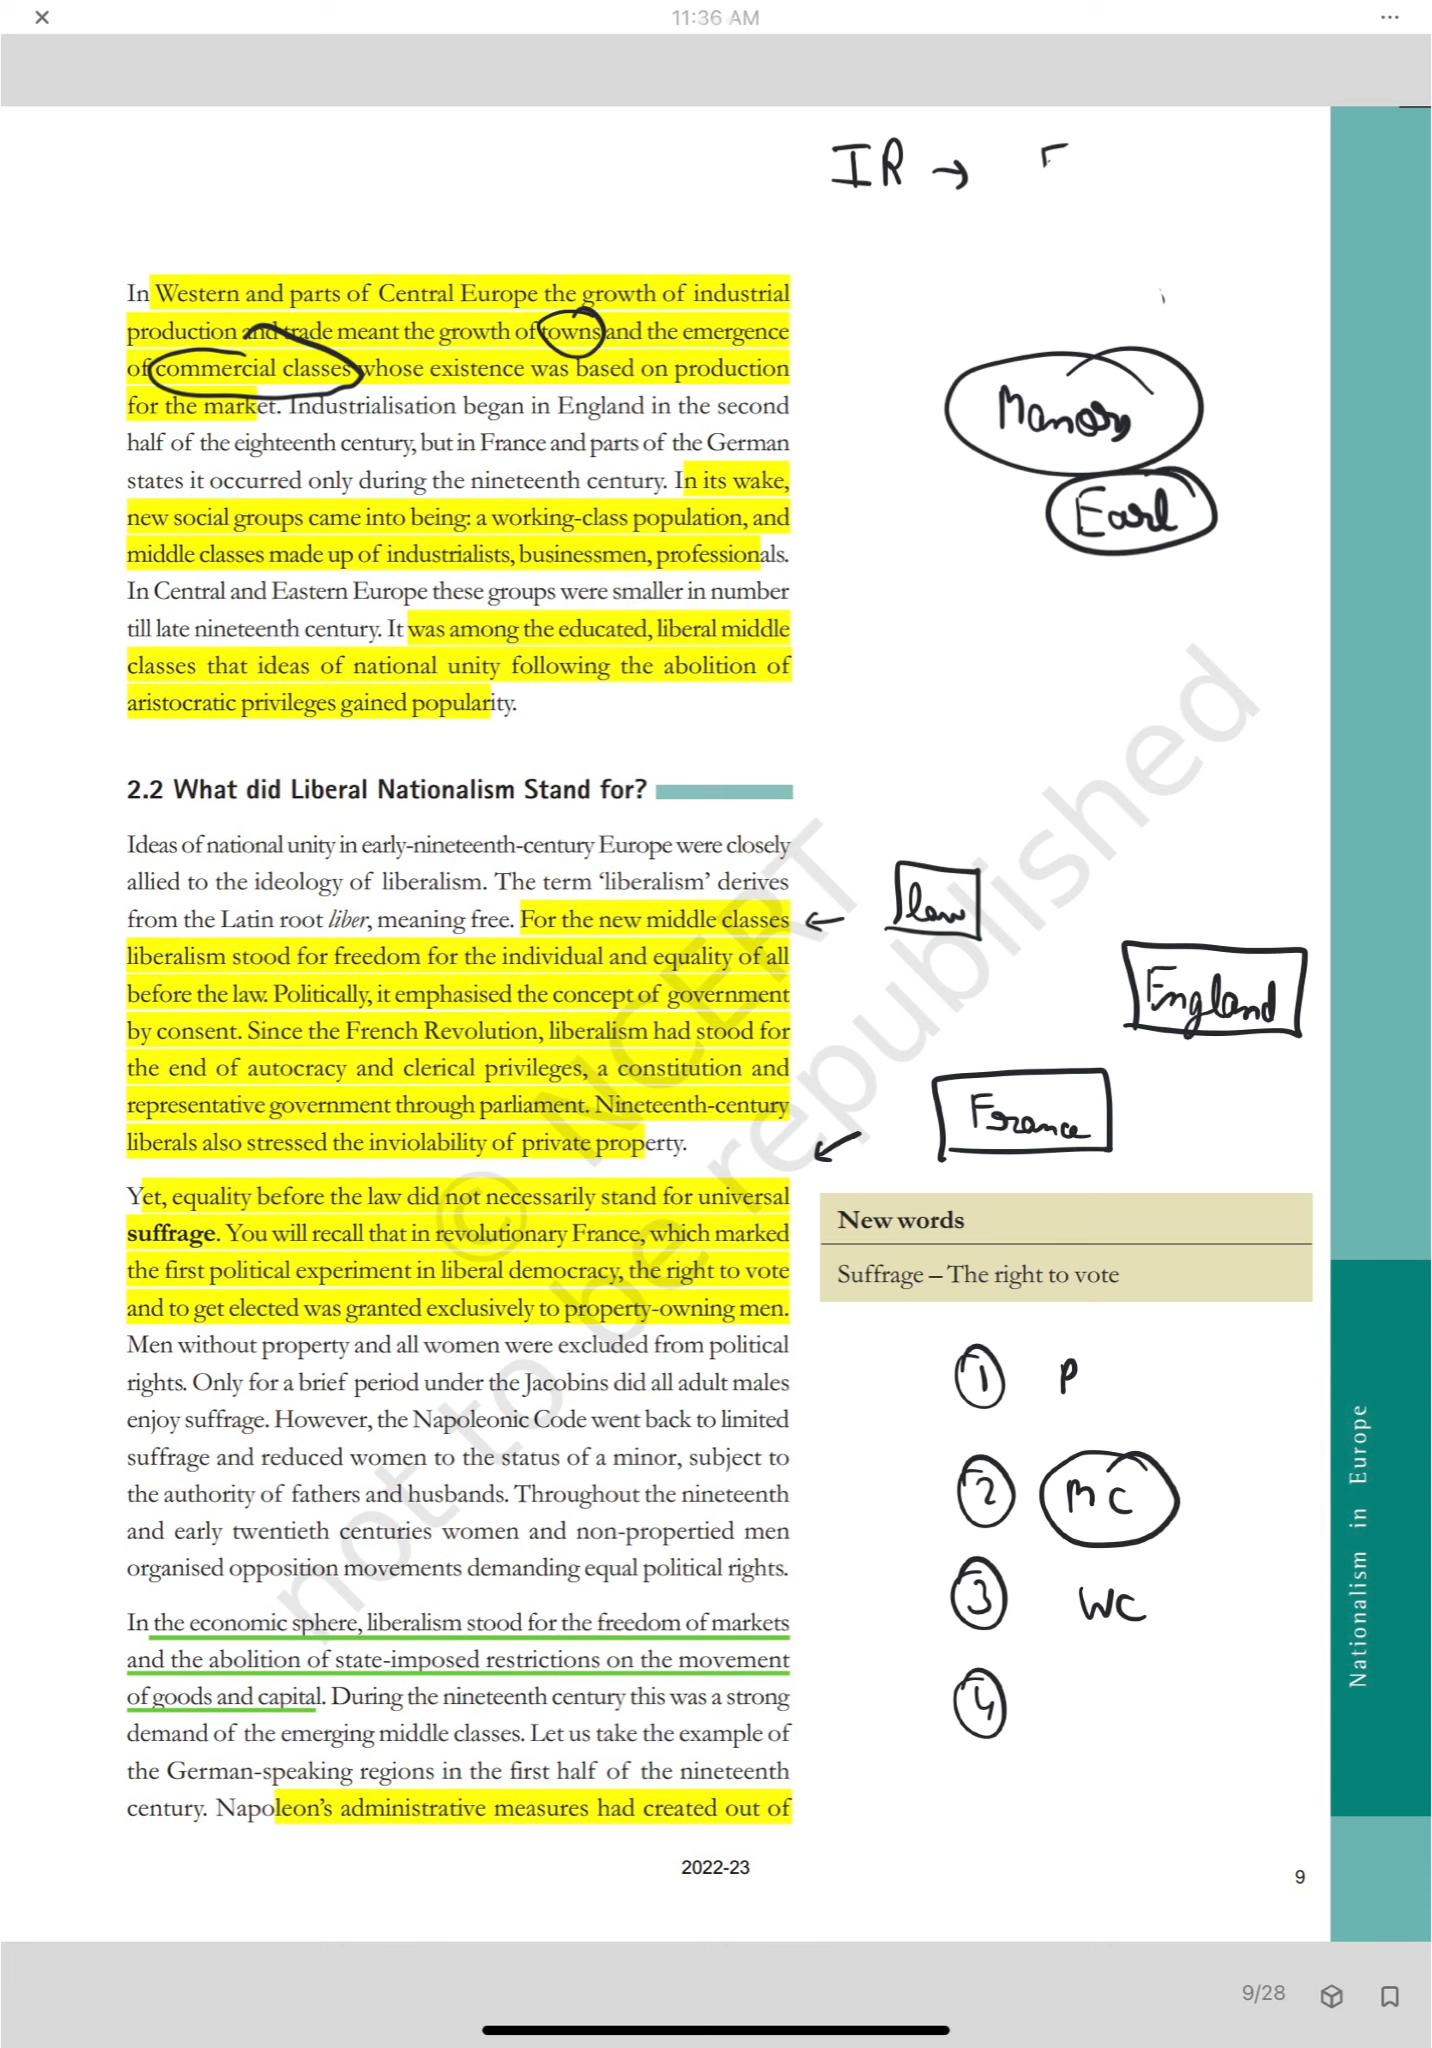 11:36 AM
IR →
In Western and parts of Central Europe the growth of industrial
production and trade meant the growth of towns and the emergence
of commercial classes whose existence was based on production
for the market. Industrialisation began in England in the second
half of the eighteenth century, but in France and parts of the German
states it occurred only during the nineteenth century. In its wake,
new social groups came into being: a working-class population, and
middle classes made up of industrialists, businessmen, professionals.
In Central and Eastern Europe these groups were smaller in number
till late nineteenth century. It was among the educated, liberal middle
classes that ideas of national unity following the abolition of
aristocratic privileges gained popularity.
Earl
2.2 What did Liberal Nationalism Stand for?
Ideas of national unity in early-nineteenth-century Europe were closely
allied to the ideology of liberalism. The term ‘liberalism’ derives
from the Latin root liber, meaning free. For the new middle classes
liberalism stood for freedom for the individual and equality of all
before the law. Politically, it emphasised the concept of government
by consent. Since the French Revolution, liberalism had stood for
the end of autocracy and clerical privileges, a constitution and
representative government through parliament. Nineteenth-century
liberals also stressed the inviolability of private property.
law
England
France
Yet, equality before the law did not necessarily stand for universal
suffrage. You will recall that in revolutionary France, which marked
the first political experiment in liberal democracy, the right to vote
and to get elected was granted exclusively to property-owning men.
Men without property and all women were excluded from political
rights. Only for a brief period under the Jacobins did all adult males
enjoy suffrage. However, the Napoleonic Code went back to limited
suffrage and reduced women to the status of a minor, subject to
the authority of fathers and husbands. Throughout the nineteenth
and early twentieth centuries women and non-propertied men
organised opposition movements demanding equal political rights.
In the economic sphere, liberalism stood for the freedom of markets
and the abolition of state-imposed restrictions on the movement
of goods and capital. During the nineteenth century this was a strong
demand of the emerging middle classes. Let us take the example of
the German-speaking regions in the first half of the nineteenth
century. Napoleon’s administrative measures had created out of
New words
Suffrage – The right to vote
1 P
2 MC
3 WC
4
Nationalism in Europe
© NCERT
not to be republished
2022-23
9
9/28